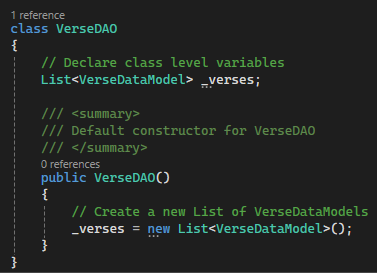 1 reference
class VerseDAO
{
// Declare class level variables
List<VerseDataModel> _verses;
/// <summary>
/// Default constructor for VerseDAO
/// </summary>
0 references
public VerseDAO()
{
// Create a new List of VerseDataModels
_verses = new List<VerseDataModel>();
}
}